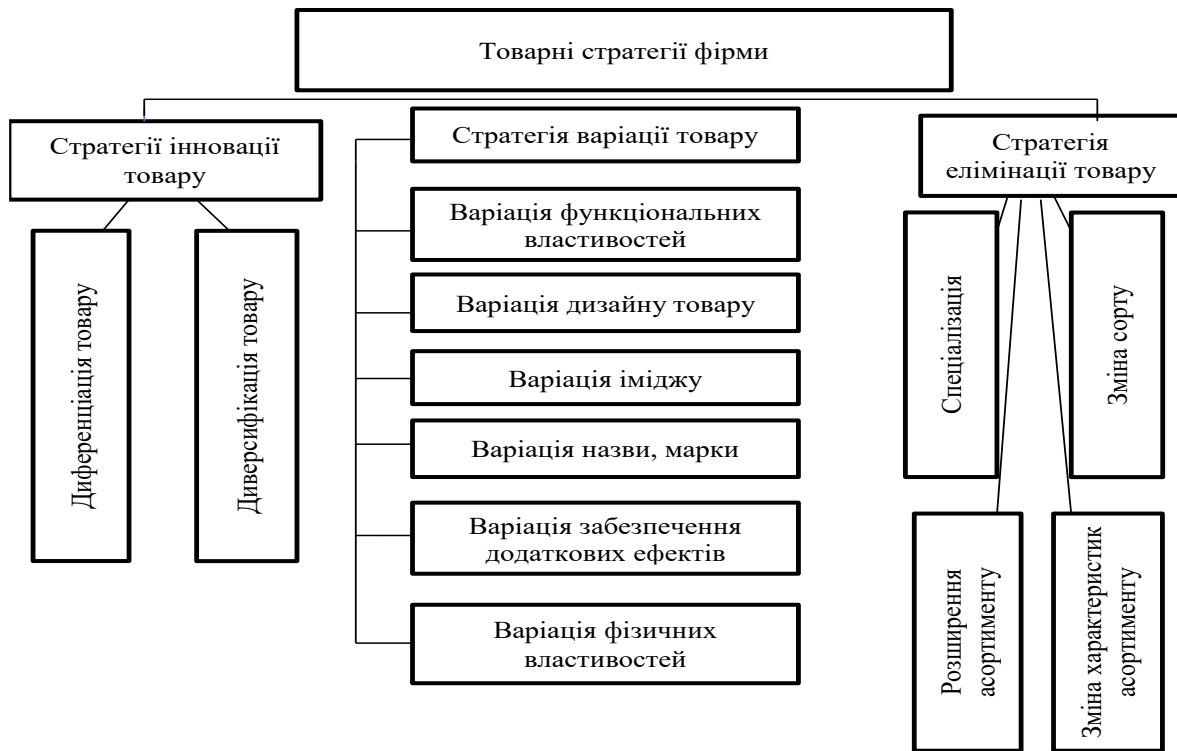 Товарні стратегії фірми
Стратегії інновації
товару
Диференціація товару
Диверсифікація товару
Стратегія варіації товару
Варіація функціональних
властивостей
Варіація дизайну товару
Варіація іміджу
Варіація назви, марки
Варіація забезпечення
додаткових ефектів
Варіація фізичних
властивостей
Стратегія
елімінації товару
Спеціалізація
Зміна сорту
Розширення
асортименту
Зміна характеристик
асортименту